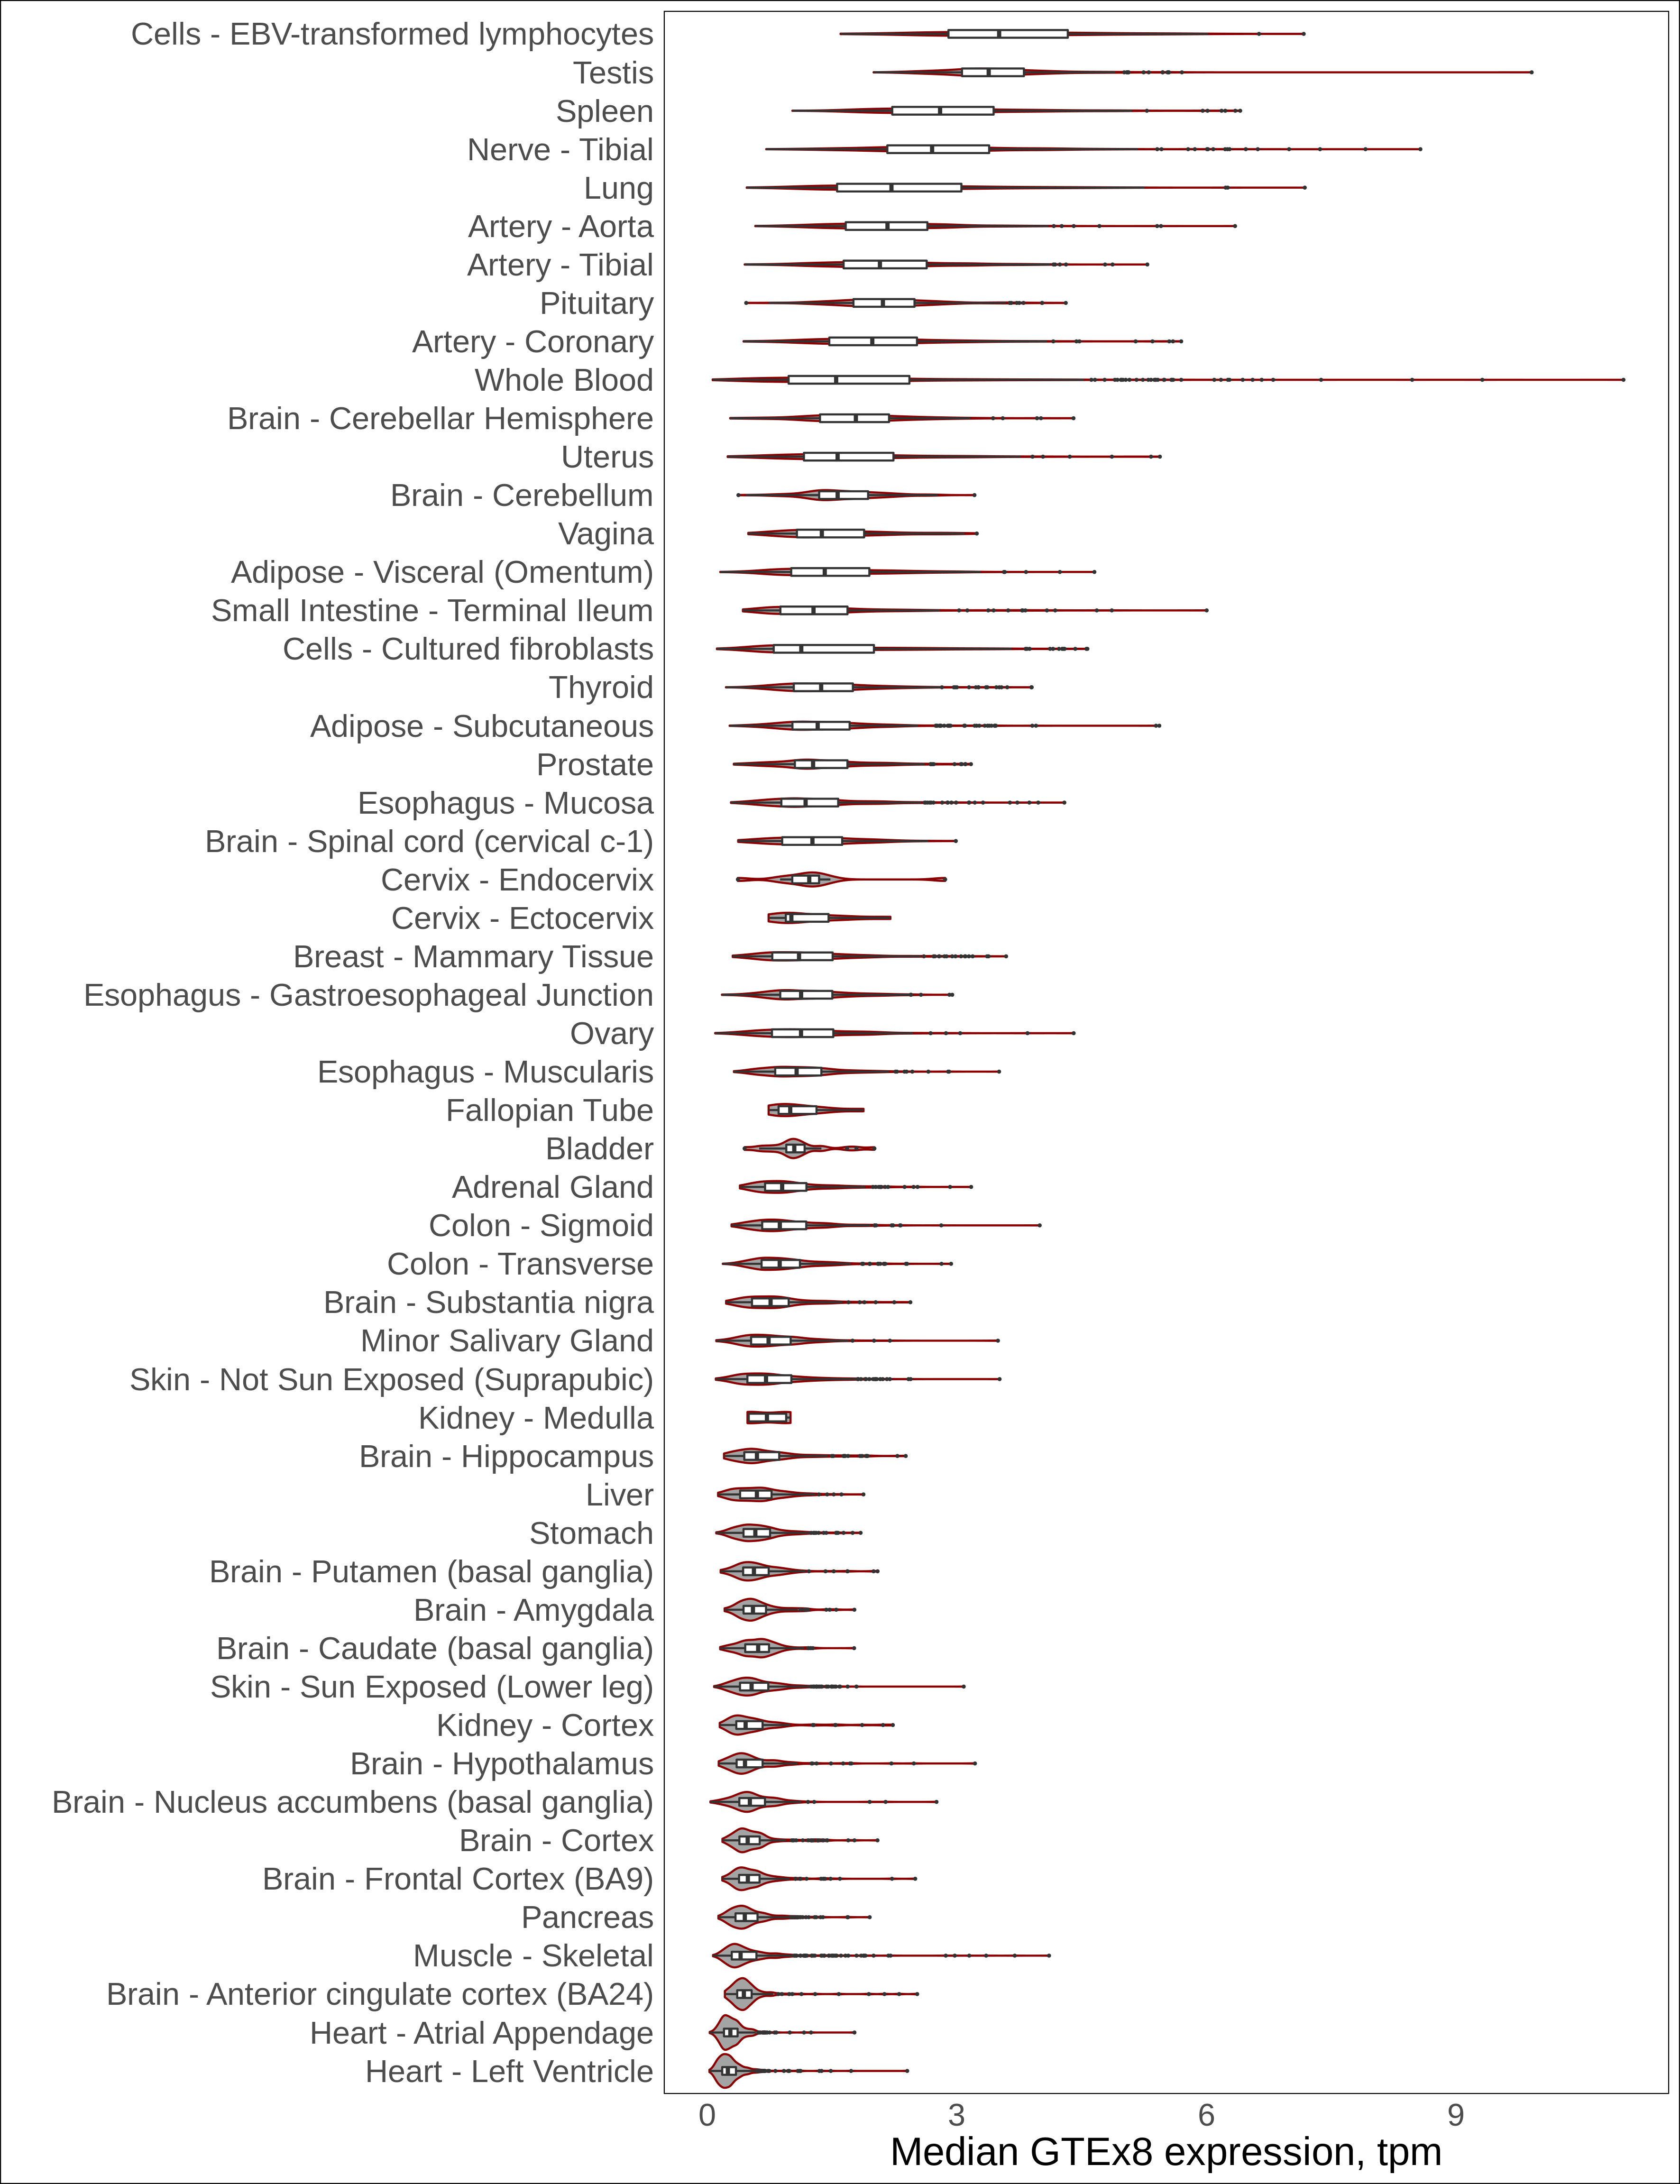 Cells - EBV-transformed lymphocytes
Testis
Spleen
Nerve - Tibial
Lung
Artery - Aorta
Artery - Tibial
Pituitary
Artery - Coronary
Whole Blood
Brain - Cerebellar Hemisphere
Uterus
Brain - Cerebellum
Vagina
Adipose - Visceral (Omentum)
Small Intestine - Terminal Ileum
Cells - Cultured fibroblasts
Thyroid
Adipose - Subcutaneous
Prostate
Esophagus - Mucosa
Brain - Spinal cord (cervical c-1)
Cervix - Endocervix
Cervix - Ectocervix
Breast - Mammary Tissue
Esophagus - Gastroesophageal Junction
Ovary
Esophagus - Muscularis
Fallopian Tube
Bladder
Adrenal Gland
Colon - Sigmoid
Colon - Transverse
Brain - Substantia nigra
Minor Salivary Gland
Skin - Not Sun Exposed (Suprapubic)
Kidney - Medulla
Brain - Hippocampus
Liver
Stomach
Brain - Putamen (basal ganglia)
Brain - Amygdala
Brain - Caudate (basal ganglia)
Skin - Sun Exposed (Lower leg)
Kidney - Cortex
Brain - Hypothalamus
Brain - Nucleus accumbens (basal ganglia)
Brain - Cortex
Brain - Frontal Cortex (BA9)
Pancreas
Muscle - Skeletal
Brain - Anterior cingulate cortex (BA24)
Heart - Atrial Appendage
Heart - Left Ventricle
0 3 6 9
Median GTEx8 expression, tpm